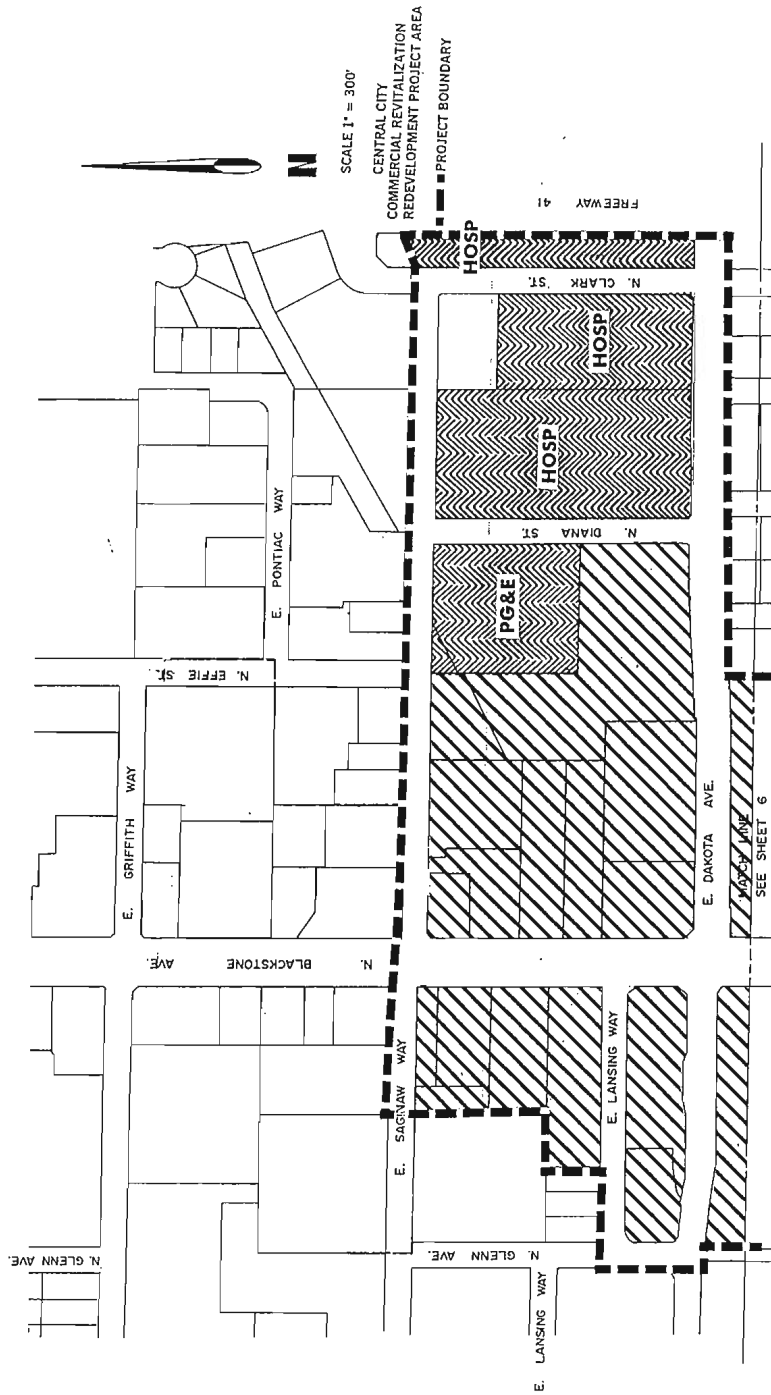 N
SCALE 1" = 300'
CENTRAL CITY
COMMERCIAL REVITALIZATION
REDEVELOPMENT PROJECT AREA
PROJECT BOUNDARY
FREEWAY 41
HOSP
N. CLARK ST.
HOSP
HOSP
N. DIANA ST.
PG&E
E. PONTIAC WAY
N. EFFIE ST.
E. GRIFFITH WAY
N. BLACKSTONE AVE.
E. DAKOTA AVE.
MATCH LINE
SEE SHEET 6
E. SAGINAW WAY
E. LANSING WAY
N. GLENN AVE.
N. GLENN AVE.
E. LANSING WAY